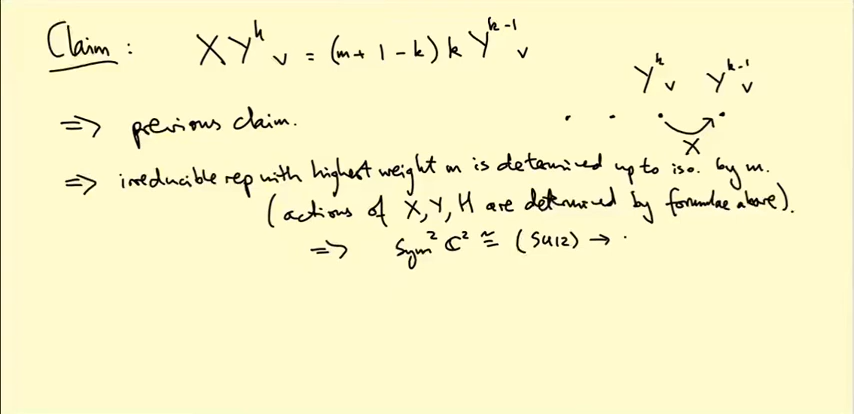 Claim : XY^k v = (m + 1 - k) k Y^{k-1} v
Y^k v Y^{k-1} v
⇒ previous claim.
X
⇒ irreducible rep with highest weight m is determined up to iso. by m.
(actions of X, Y, H are determined by formulae above).
⇒ Sym^2 ℂ^2 ≅ (SU(2) →